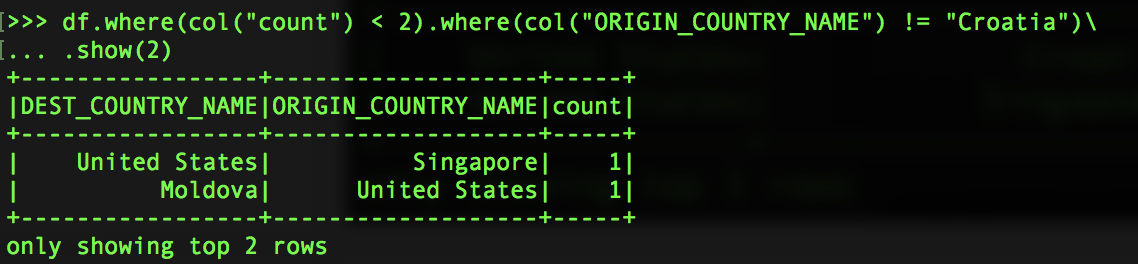 >>> df.where(col("count") < 2).where(col("ORIGIN_COUNTRY_NAME") != "Croatia")\
... .show(2)
+-----------------+-------------------+-----+
|DEST_COUNTRY_NAME|ORIGIN_COUNTRY_NAME|count|
+-----------------+-------------------+-----+
|    United States|          Singapore|    1|
|          Moldova|      United States|    1|
+-----------------+-------------------+-----+
only showing top 2 rows